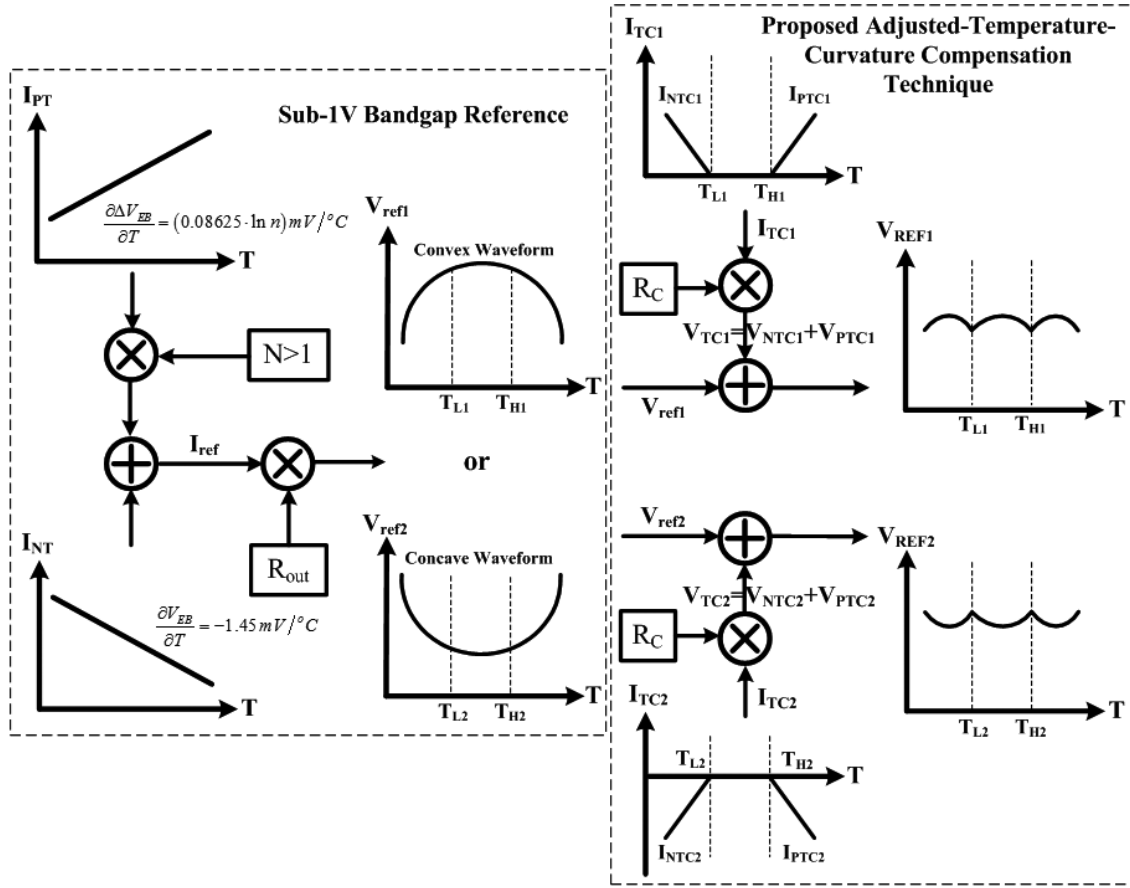 Sub-1V Bandgap Reference
I_PT
∂ΔV_EB/∂T = (0.08625·ln n) mV/°C
T
N>1
I_ref
R_out
I_NT
∂V_EB/∂T = −1.45 mV/°C
T
V_ref1
Convex Waveform
T
T_L1 T_H1
or
V_ref2
Concave Waveform
T
T_L2 T_H2
Proposed Adjusted-Temperature-
Curvature Compensation
Technique
I_TC1
I_NTC1 I_PTC1
T_L1 T_H1 T
I_TC1
R_C
V_TC1=V_NTC1+V_PTC1
V_ref1
V_REF1
T
T_L1 T_H1
V_ref2
V_TC2=V_NTC2+V_PTC2
R_C
I_TC2
I_TC2
T_L2 T_H2
T
I_NTC2 I_PTC2
V_REF2
T
T_L2 T_H2